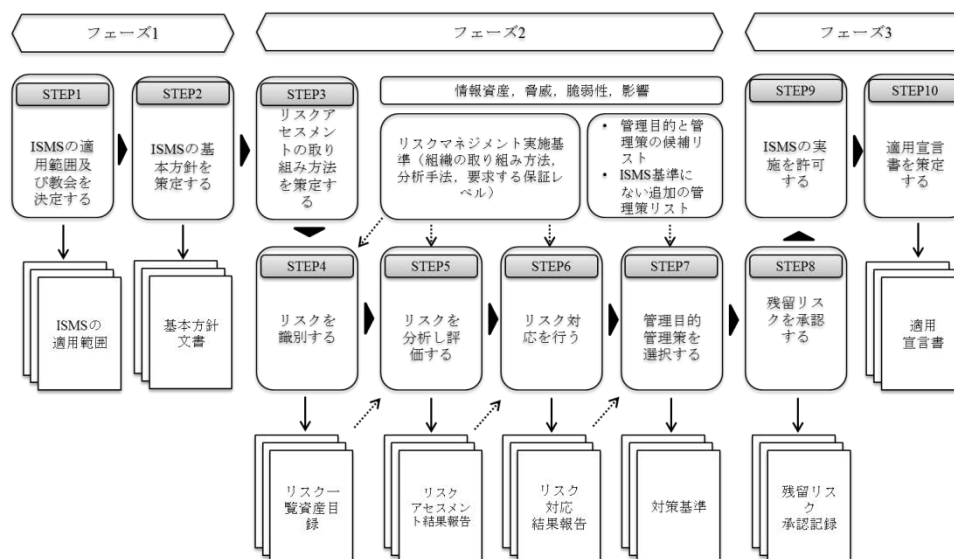 フェーズ1
フェーズ2
フェーズ3
STEP1
ISMSの適
用範囲及
び教会を
決定する
STEP2
ISMSの基
本方針を
策定する
STEP3
リスクア
セスメン
トの取り
組み方法
を策定す
る
情報資産，脅威，脆弱性，影響
リスクマネジメント実施基
準（組織の取り組み方法，
分析手法，要求する保証レ
ベル）
• 管理目的と管
理策の候補リ
スト
• ISMS基準に
ない追加の管
理策リスト
STEP9
ISMSの実
施を許可
する
STEP10
適用宣言
書を策定
する
STEP4
リスクを
識別する
STEP5
リスクを
分析し評
価する
STEP6
リスク対
応を行う
STEP7
管理目的
管理策を
選択する
STEP8
残留リス
クを承認
する
ISMSの
適用範囲
基本方針
文書
適用
宣言書
リスク一
覧資産目
録
リスク
アセスメン
ト結果報告
リスク
対応
結果報告
対策基準
残留リス
ク
承認記録